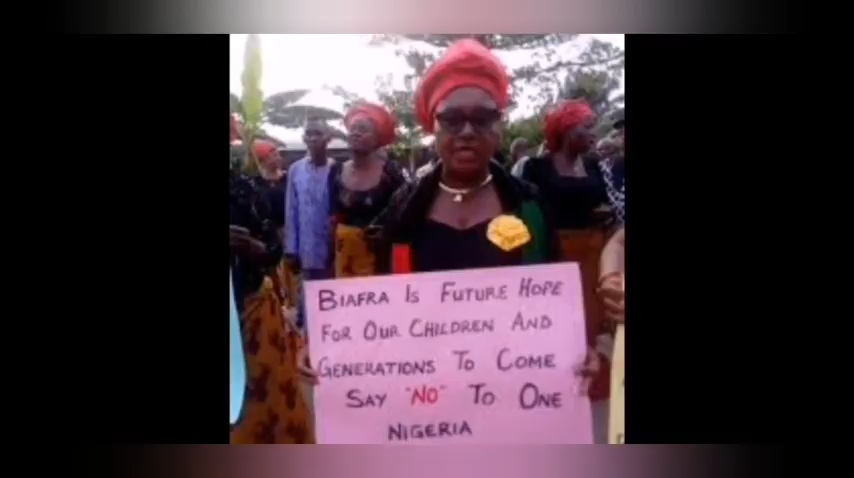 BIAFRA IS FUTURE HOPE
FOR OUR CHILDREN AND
GENERATIONS TO COME
SAY "NO" TO ONE
NIGERIA